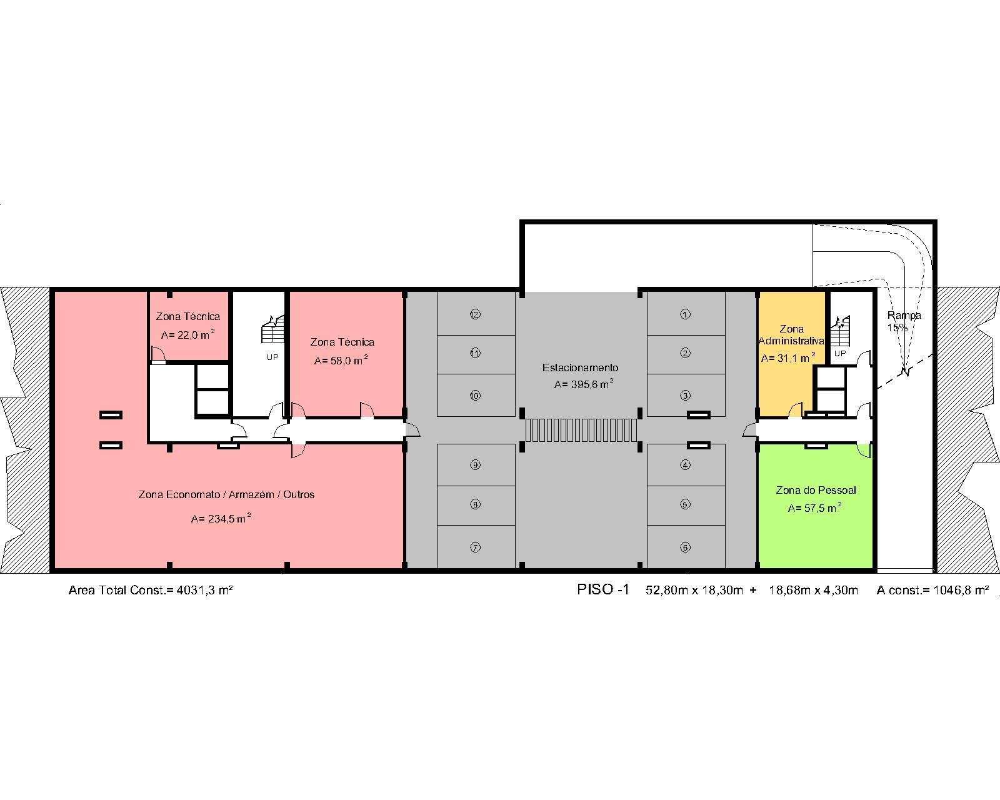 Zona Técnica
A= 22,0 m²
UP
Zona Técnica
A= 58,0 m²
12
11
10
Estacionamento
A= 395,6 m²
1
2
3
Zona
Administrativa
A= 31,1 m²
UP
Rampa
15%
Zona Economato / Armazém / Outros
A= 234,5 m²
9
8
7
4
5
6
Zona do Pessoal
A= 57,5 m²
Area Total Const.= 4031,3 m²
PISO -1 52,80m x 18,30m + 18,68m x 4,30m A const.= 1046,8 m²